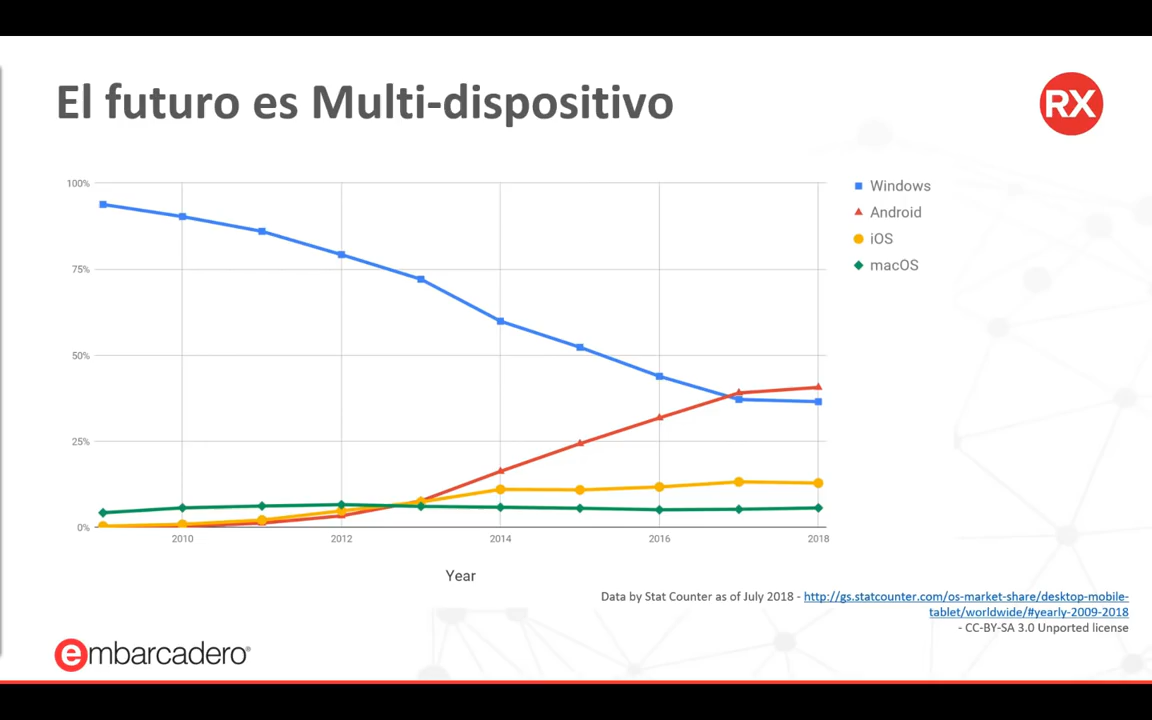 El futuro es Multi-dispositivo
RX
100%
75%
50%
25%
0%
2010
2012
2014
2016
2018
Year
Windows
Android
iOS
macOS
Data by Stat Counter as of July 2018 - http://gs.statcounter.com/os-market-share/desktop-mobile-
tablet/worldwide/#yearly-2009-2018
- CC-BY-SA 3.0 Unported license
embarcadero®